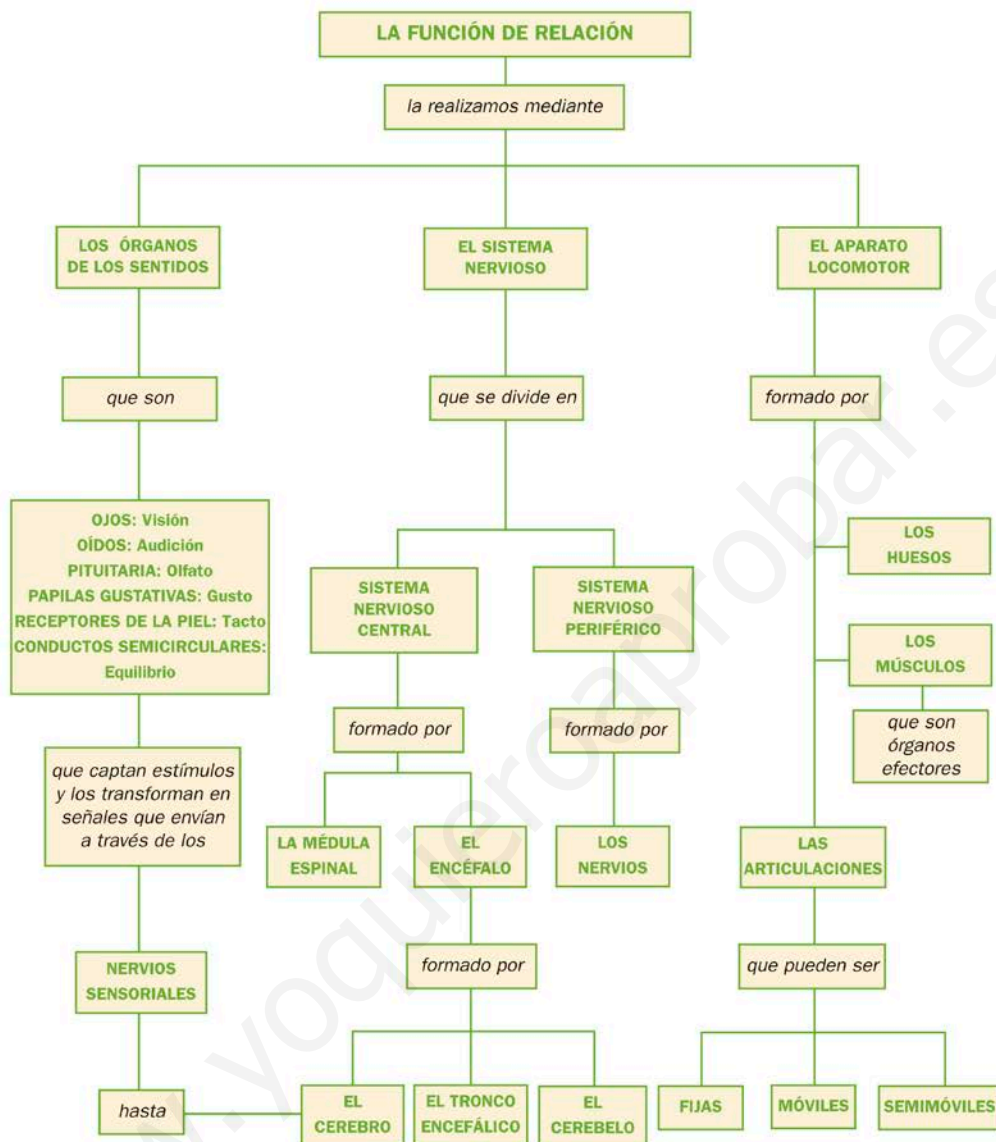 LA FUNCIÓN DE RELACIÓN
la realizamos mediante
LOS ÓRGANOS
DE LOS SENTIDOS
que son
OJOS: Visión
OÍDOS: Audición
PITUITARIA: Olfato
PAPILAS GUSTATIVAS: Gusto
RECEPTORES DE LA PIEL: Tacto
CONDUCTOS SEMICIRCULARES:
Equilibrio
que captan estímulos
y los transforman en
señales que envían
a través de los
NERVIOS
SENSORIALES
hasta
EL SISTEMA
NERVIOSO
que se divide en
SISTEMA
NERVIOSO
CENTRAL
formado por
LA MÉDULA
ESPINAL
EL
ENCÉFALO
formado por
EL
CEREBRO
EL TRONCO
ENCEFÁLICO
EL
CEREBELO
SISTEMA
NERVIOSO
PERIFÉRICO
formado por
LOS
NERVIOS
EL APARATO
LOCOMOTOR
formado por
LOS
HUESOS
LOS
MÚSCULOS
que son
órganos
efectores
LAS
ARTICULACIONES
que pueden ser
FIJAS
MÓVILES
SEMIMÓVILES
w.yoquieroaprobar.es